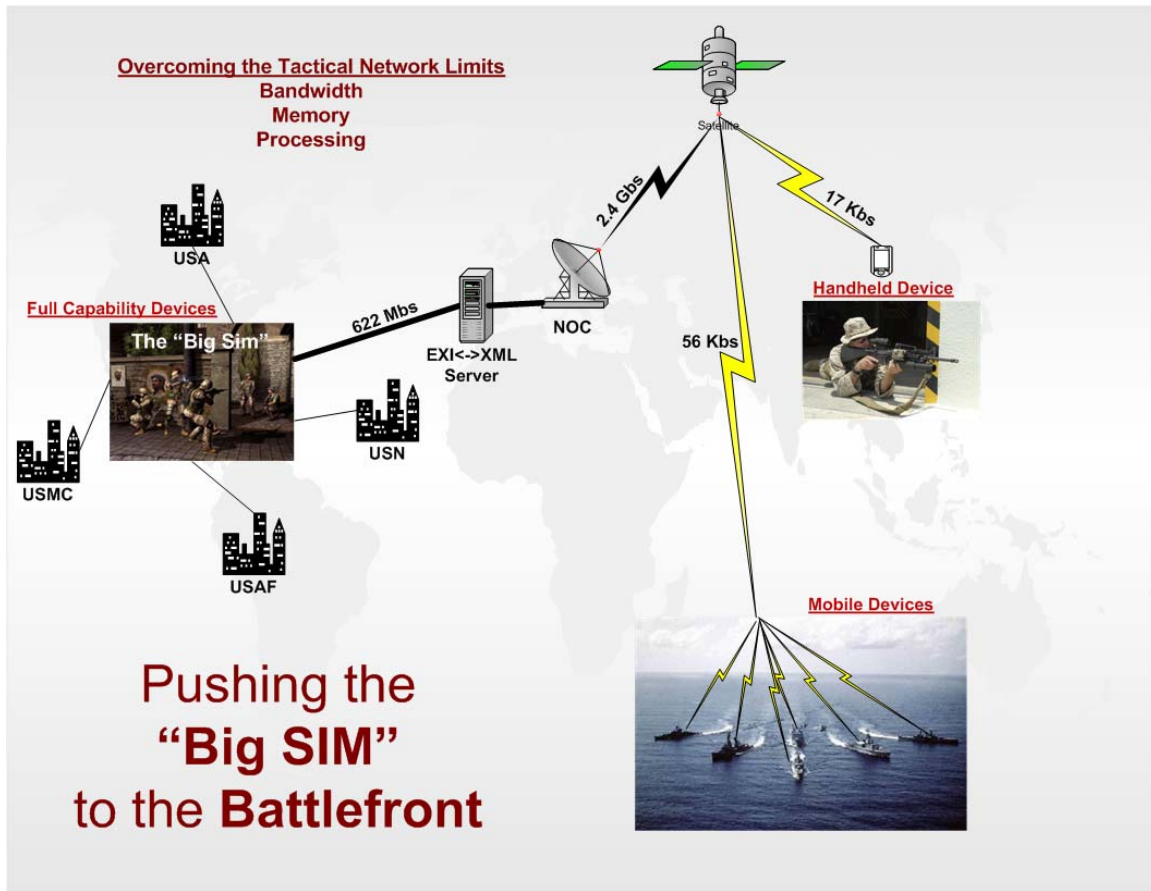 Overcoming the Tactical Network Limits
Bandwidth
Memory
Processing
Satellite
2.4 Gbs
17 Kbs
USA
Full Capability Devices
The “Big Sim”
622 Mbs
EXI<->XML
Server
NOC
Handheld Device
56 Kbs
USN
USMC
USAF
Mobile Devices
Pushing the
“Big SIM”
to the Battlefront